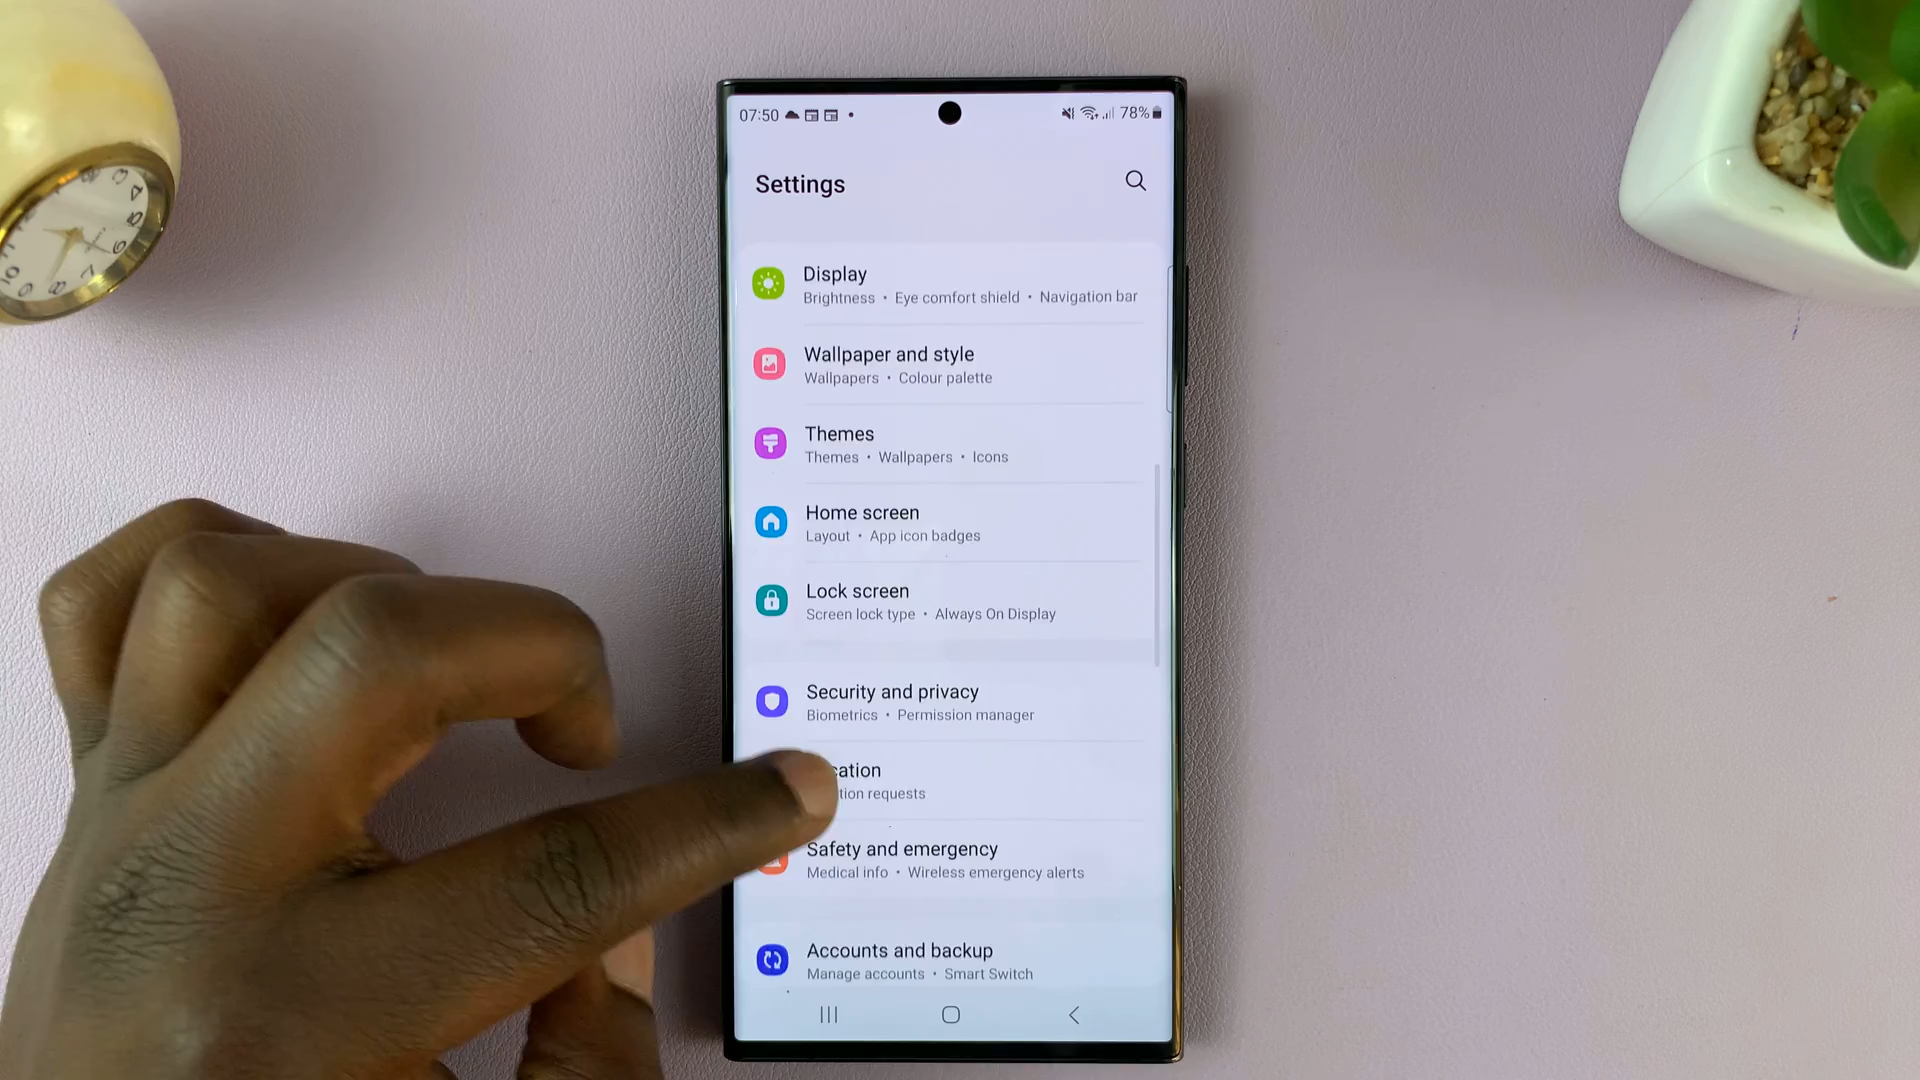 07:50 78%
Settings
Display
Brightness • Eye comfort shield • Navigation bar
Wallpaper and style
Wallpapers • Colour palette
Themes
Themes • Wallpapers • Icons
Home screen
Layout • App icon badges
Lock screen
Screen lock type • Always On Display
Security and privacy
Biometrics • Permission manager
cation
tion requests
Safety and emergency
Medical info • Wireless emergency alerts
Accounts and backup
Manage accounts • Smart Switch